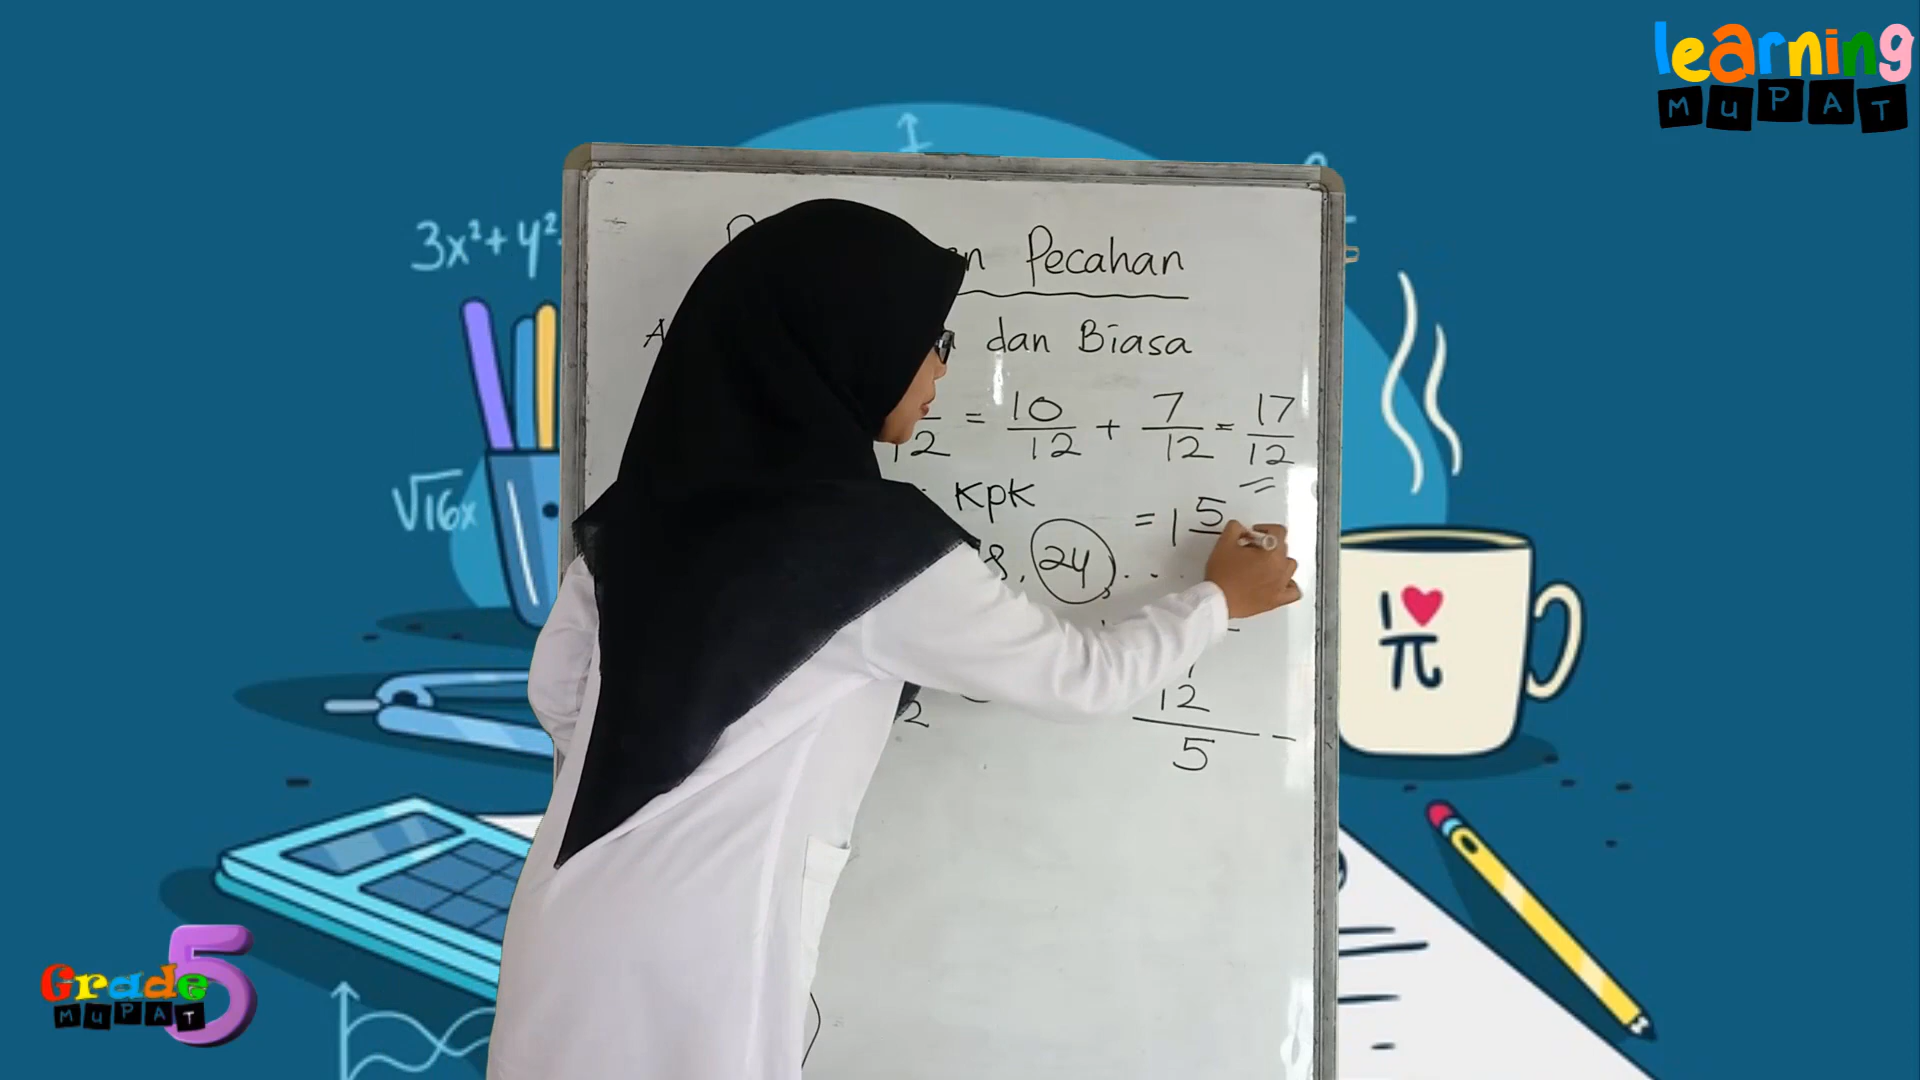 learning
MUPAT
3x²+y²
Pecahan
dan Biasa
= 10/12 + 7/12 = 17/12
KPK
= 1 5
8, 24, ...
√16x
1
π
12
5 -
Grade 5
MUPAT